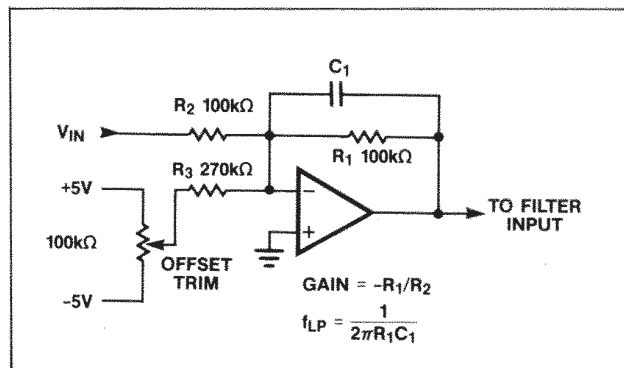 C1
R2 100kΩ
VIN
R1 100kΩ
R3 270kΩ
+5V
−
+
100kΩ
OFFSET
TRIM
-5V
TO FILTER
INPUT
GAIN = -R1/R2
fLP = 1
2πR1C1